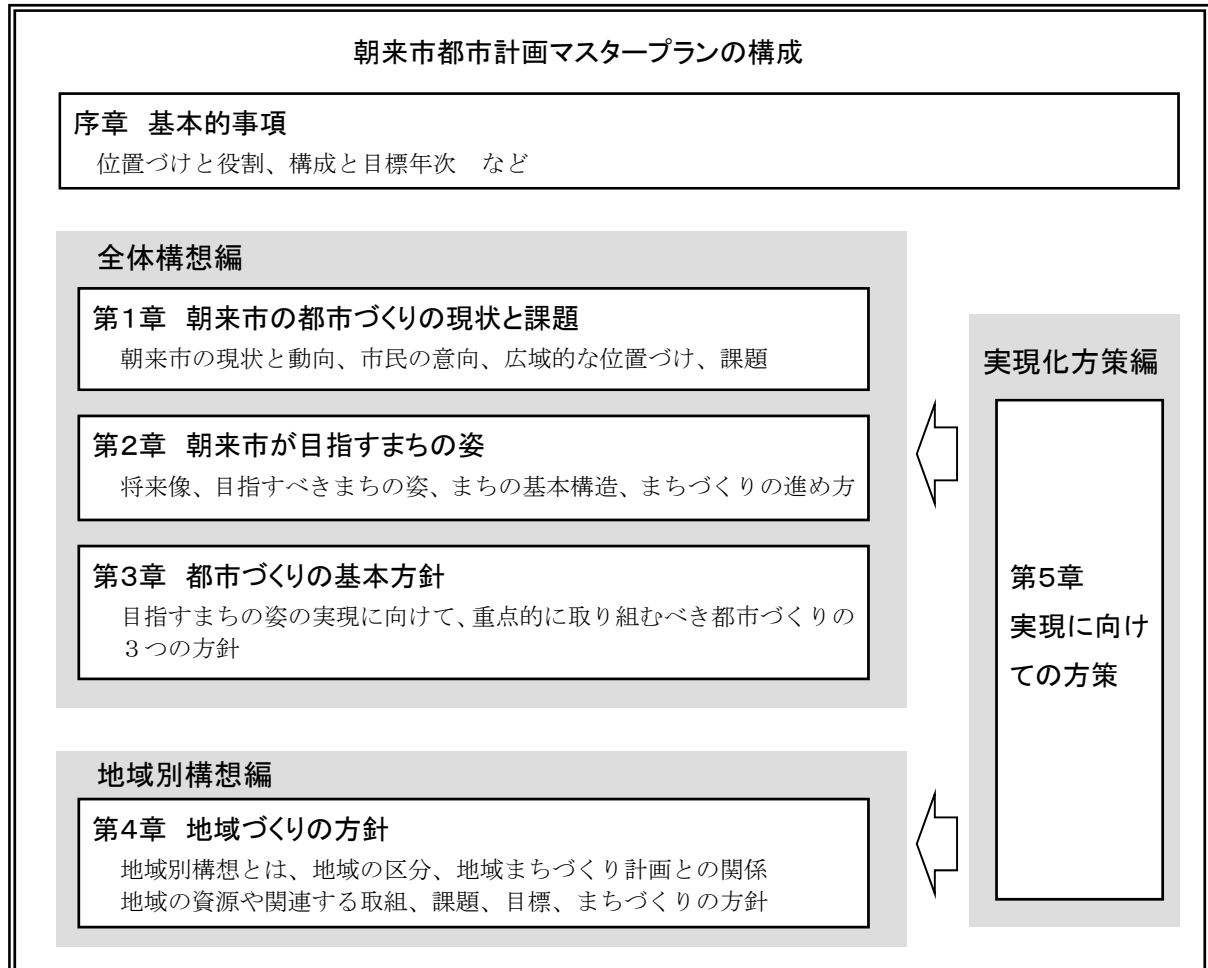 朝来市都市計画マスタープランの構成
序章 基本的事項
位置づけと役割、構成と目標年次　など
全体構想編
第1章 朝来市の都市づくりの現状と課題
朝来市の現状と動向、市民の意向、広域的な位置づけ、課題
第2章 朝来市が目指すまちの姿
将来像、目指すべきまちの姿、まちの基本構造、まちづくりの進め方
第3章 都市づくりの基本方針
目指すまちの姿の実現に向けて、重点的に取り組むべき都市づくりの
３つの方針
地域別構想編
第4章 地域づくりの方針
地域別構想とは、地域の区分、地域まちづくり計画との関係
地域の資源や関連する取組、課題、目標、まちづくりの方針
実現化方策編
第5章
実現に向け
ての方策